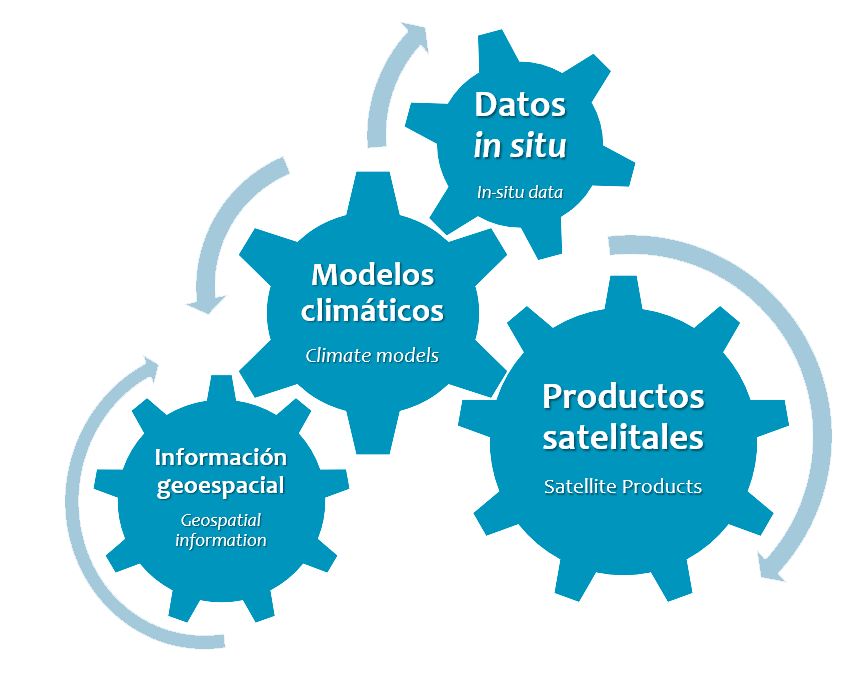 Datos
in situ
In-situ data
Modelos
climáticos
Climate models
Productos
satelitales
Satellite Products
Información
geoespacial
Geospatial
information